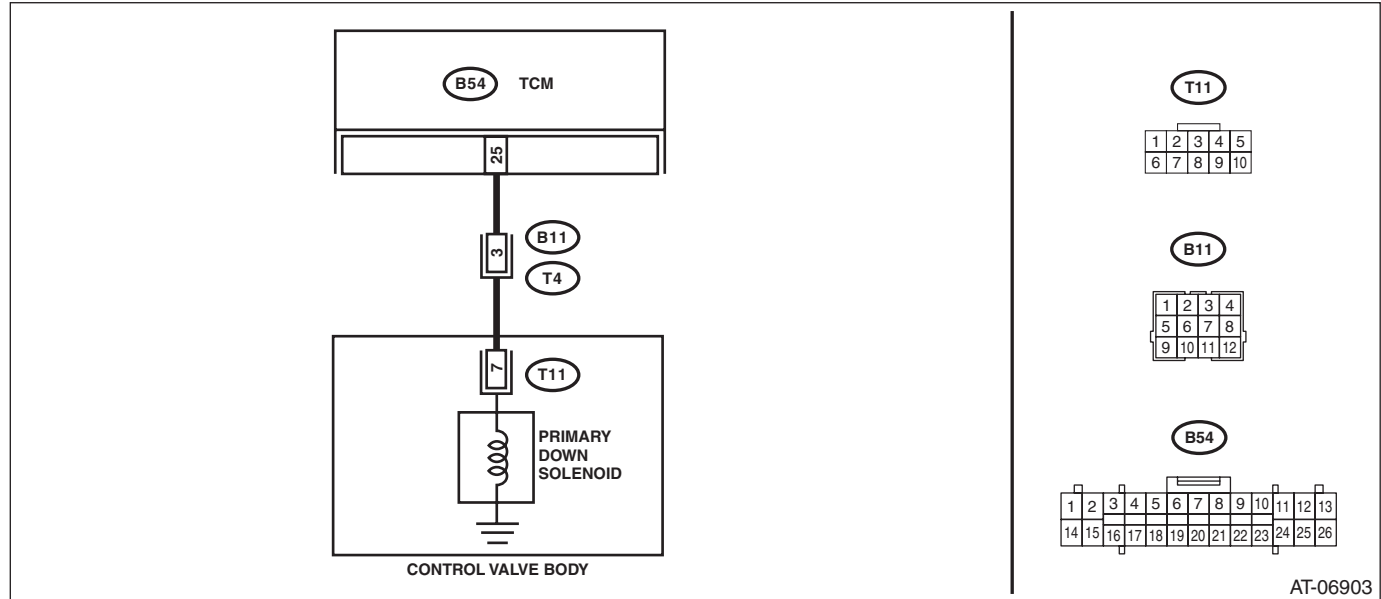 B54 TCM
25
3
B11
T4
7
T11
PRIMARY
DOWN
SOLENOID
CONTROL VALVE BODY
T11
1 2 3 4 5
6 7 8 9 10
B11
1 2 3 4
5 6 7 8
9 10 11 12
B54
1 2 3 4 5 6 7 8 9 10 11 12 13
14 15 16 17 18 19 20 21 22 23 24 25 26
AT-06903